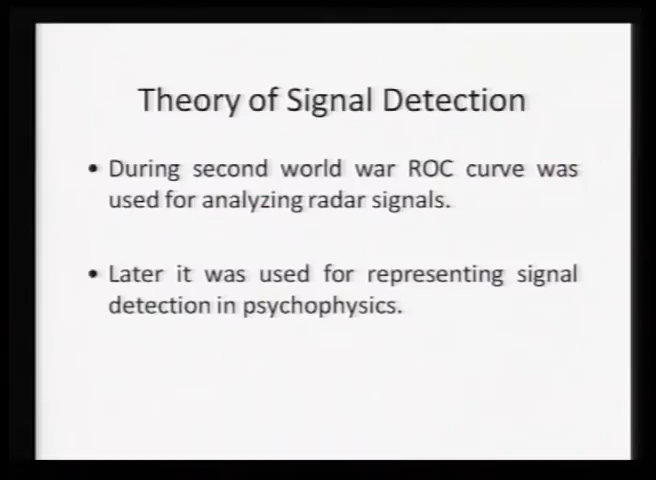 Theory of Signal Detection
• During second world war ROC curve was
used for analyzing radar signals.
• Later it was used for representing signal
detection in psychophysics.